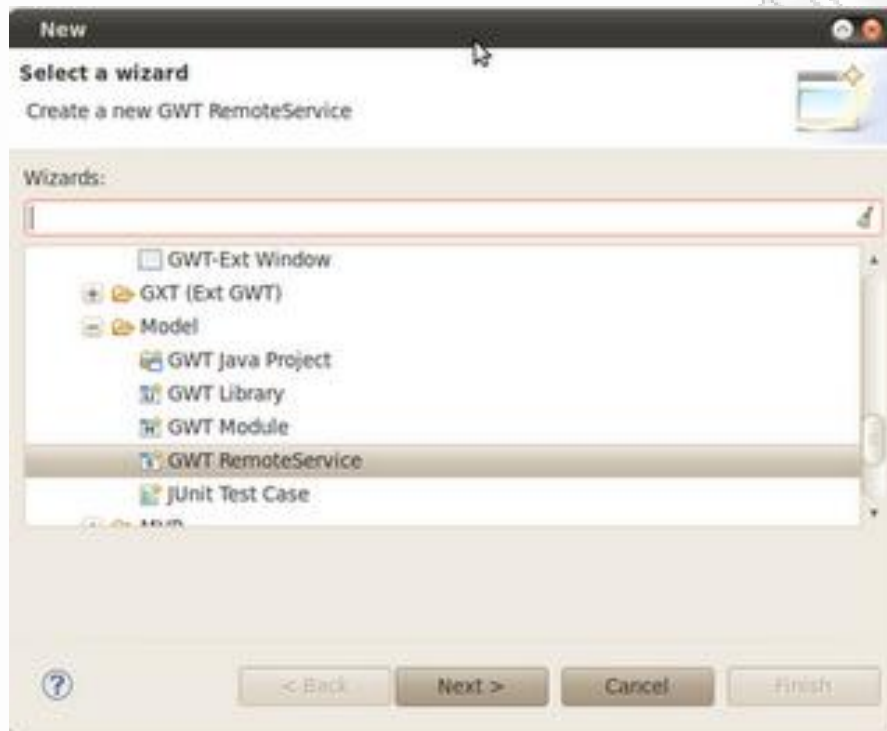 New
Select a wizard
Create a new GWT RemoteService
Wizards:
GWT-Ext Window
GXT (Ext GWT)
Model
GWT Java Project
GWT Library
GWT Module
GWT RemoteService
JUnit Test Case
MVP
< Back
Next >
Cancel
Finish